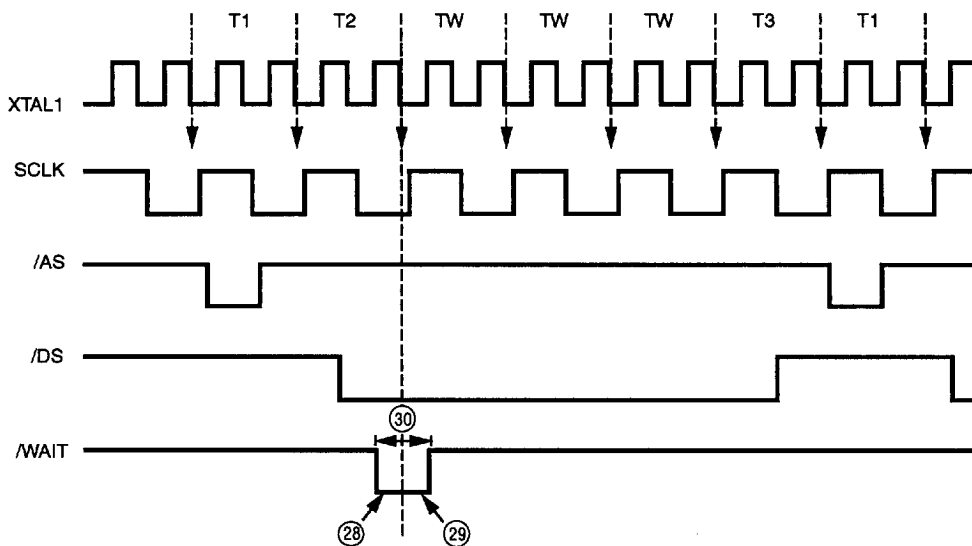 T1 T2 TW TW TW T3 T1
XTAL1
SCLK
/AS
/DS
30
/WAIT
28 29